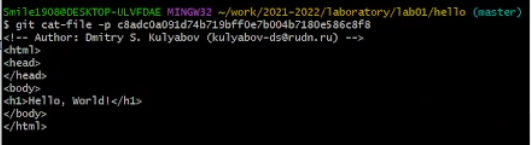 Smile1908@DESKTOP-ULVFDAE MINGW32 ~/work/2021-2022/laboratory/lab01/hello (master)
$ git cat-file -p c8adc0a091d74b719bff0e7b004b7180e586c8f8
<!-- Author: Dmitry S. Kulyabov (kulyabov-ds@rudn.ru) -->
<html>
<head>
</head>
<body>
<h1>Hello, World!</h1>
</body>
</html>